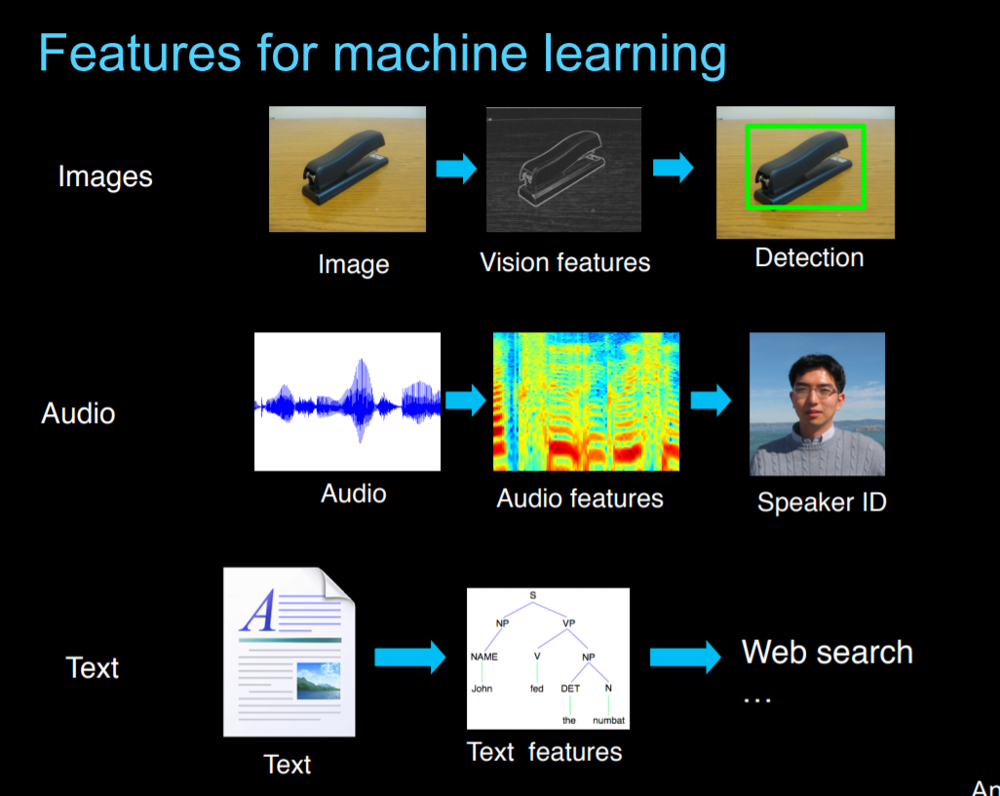 Features for machine learning
Images
Image
Vision features
Detection
Audio
Audio
Audio features
Speaker ID
Text
A
Text
S
NP VP
NAME V NP
John fed DET N
the numbat
Text features
Web search
…
An